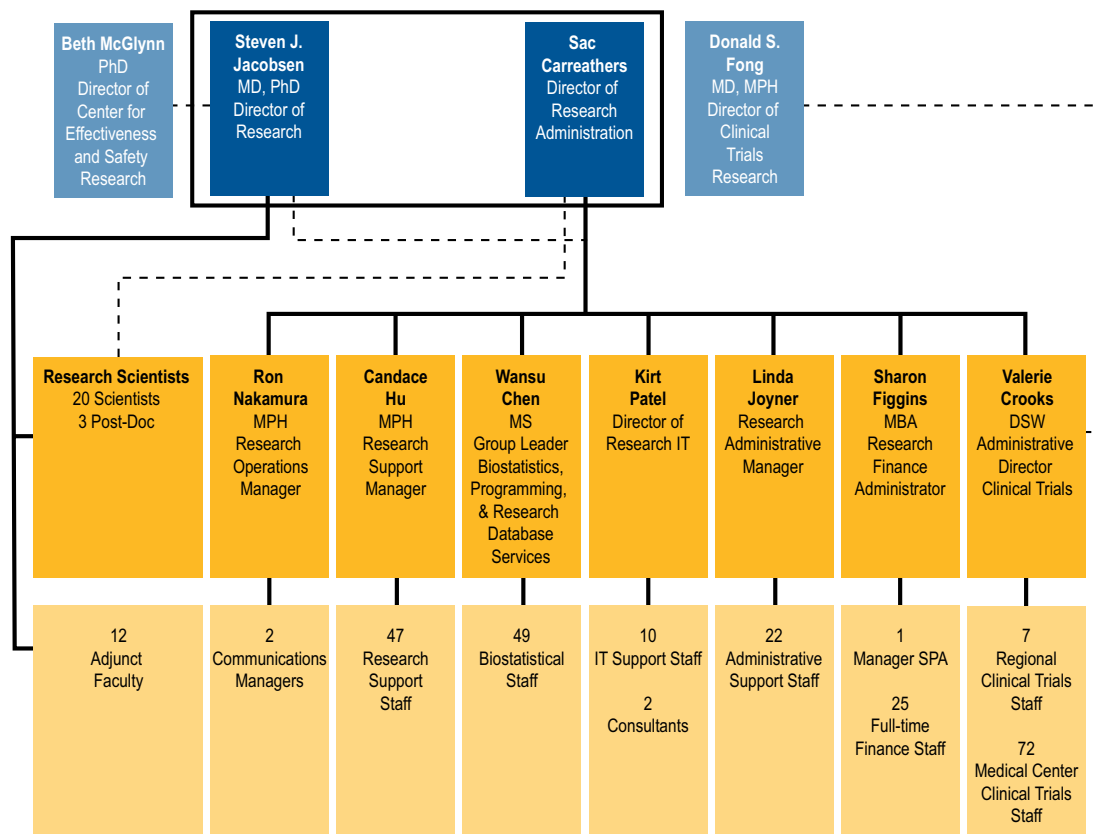 Beth McGlynn
PhD
Director of
Center for
Effectiveness
and Safety
Research
Steven J.
Jacobsen
MD, PhD
Director of
Research
Sac
Carreathers
Director of
Research
Administration
Donald S.
Fong
MD, MPH
Director of
Clinical
Trials
Research
Research Scientists
20 Scientists
3 Post-Doc
Ron
Nakamura
MPH
Research
Operations
Manager
Candace
Hu
MPH
Research
Support
Manager
Wansu
Chen
MS
Group Leader
Biostatistics,
Programming,
& Research
Database
Services
Kirt
Patel
Director of
Research IT
Linda
Joyner
Research
Administrative
Manager
Sharon
Figgins
MBA
Research
Finance
Administrator
Valerie
Crooks
DSW
Administrative
Director
Clinical Trials
12
Adjunct
Faculty
2
Communications
Managers
47
Research
Support
Staff
49
Biostatistical
Staff
10
IT Support Staff
2
Consultants
22
Administrative
Support Staff
1
Manager SPA
25
Full-time
Finance Staff
7
Regional
Clinical Trials
Staff
72
Medical Center
Clinical Trials
Staff